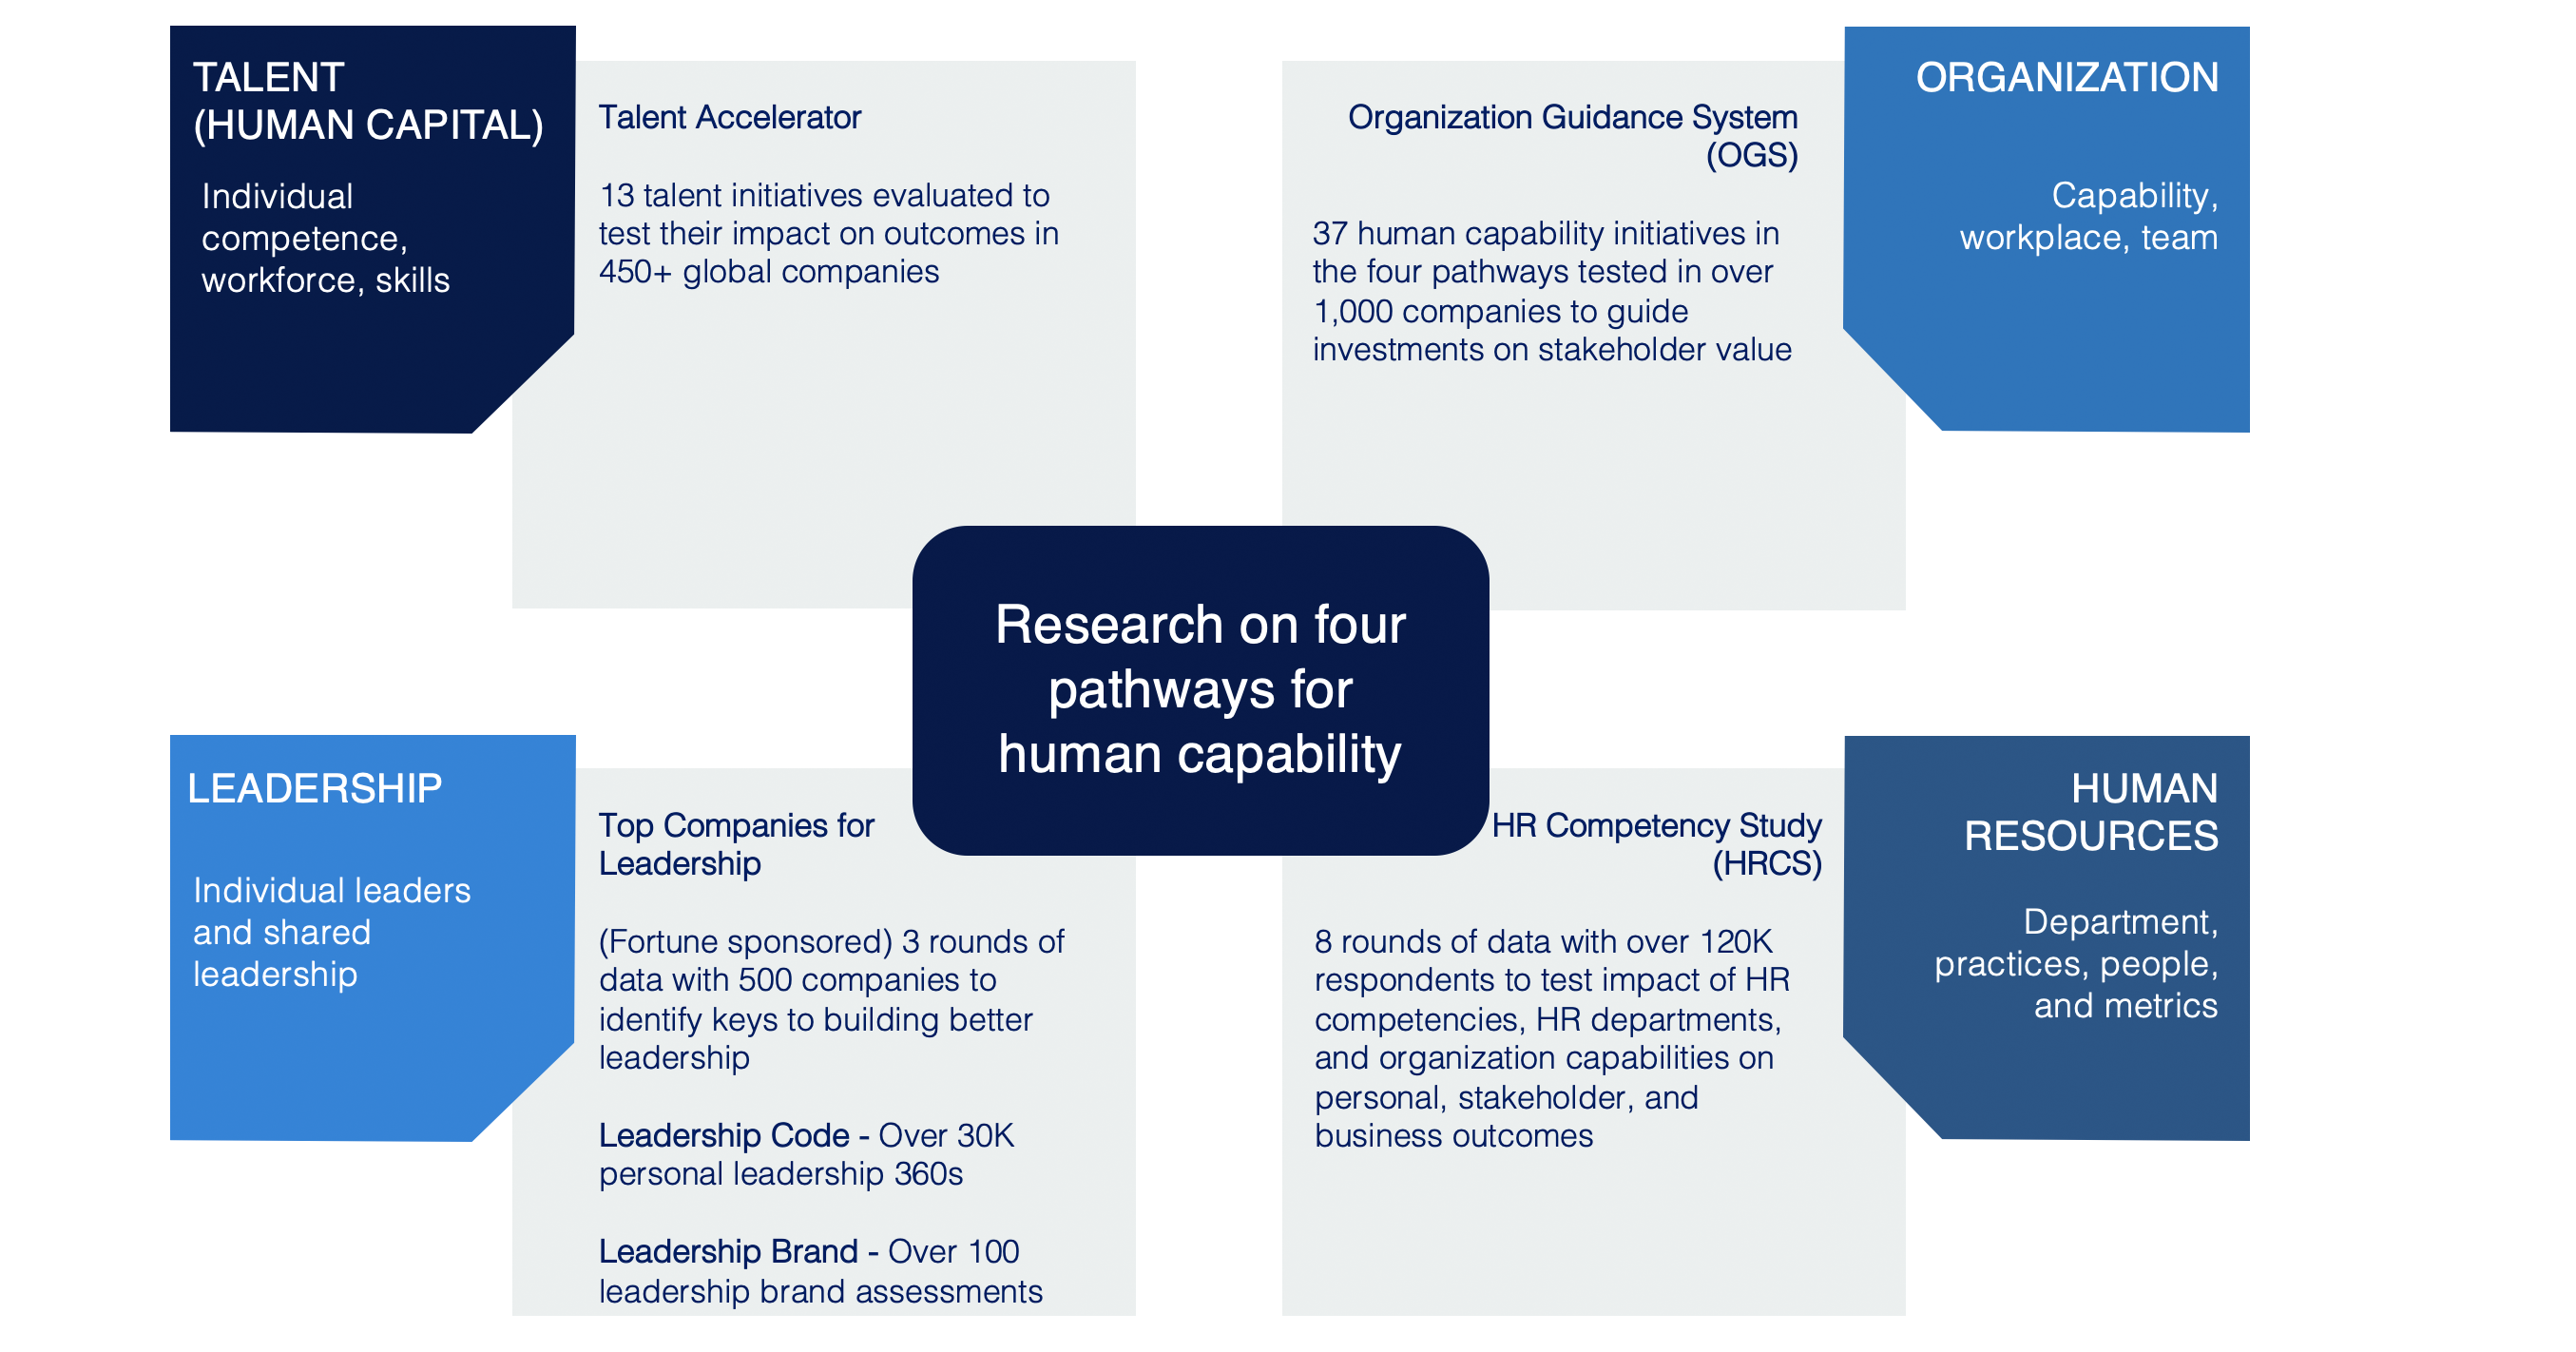 TALENT
(HUMAN CAPITAL)
Individual
competence,
workforce, skills
Talent Accelerator
13 talent initiatives evaluated to
test their impact on outcomes in
450+ global companies
Organization Guidance System
(OGS)
37 human capability initiatives in
the four pathways tested in over
1,000 companies to guide
investments on stakeholder value
ORGANIZATION
Capability,
workplace, team
Research on four
pathways for
human capability
LEADERSHIP
Individual leaders
and shared
leadership
Top Companies for
Leadership
(Fortune sponsored) 3 rounds of
data with 500 companies to
identify keys to building better
leadership
Leadership Code - Over 30K
personal leadership 360s
Leadership Brand - Over 100
leadership brand assessments
HR Competency Study
(HRCS)
8 rounds of data with over 120K
respondents to test impact of HR
competencies, HR departments,
and organization capabilities on
personal, stakeholder, and
business outcomes
HUMAN
RESOURCES
Department,
practices, people,
and metrics